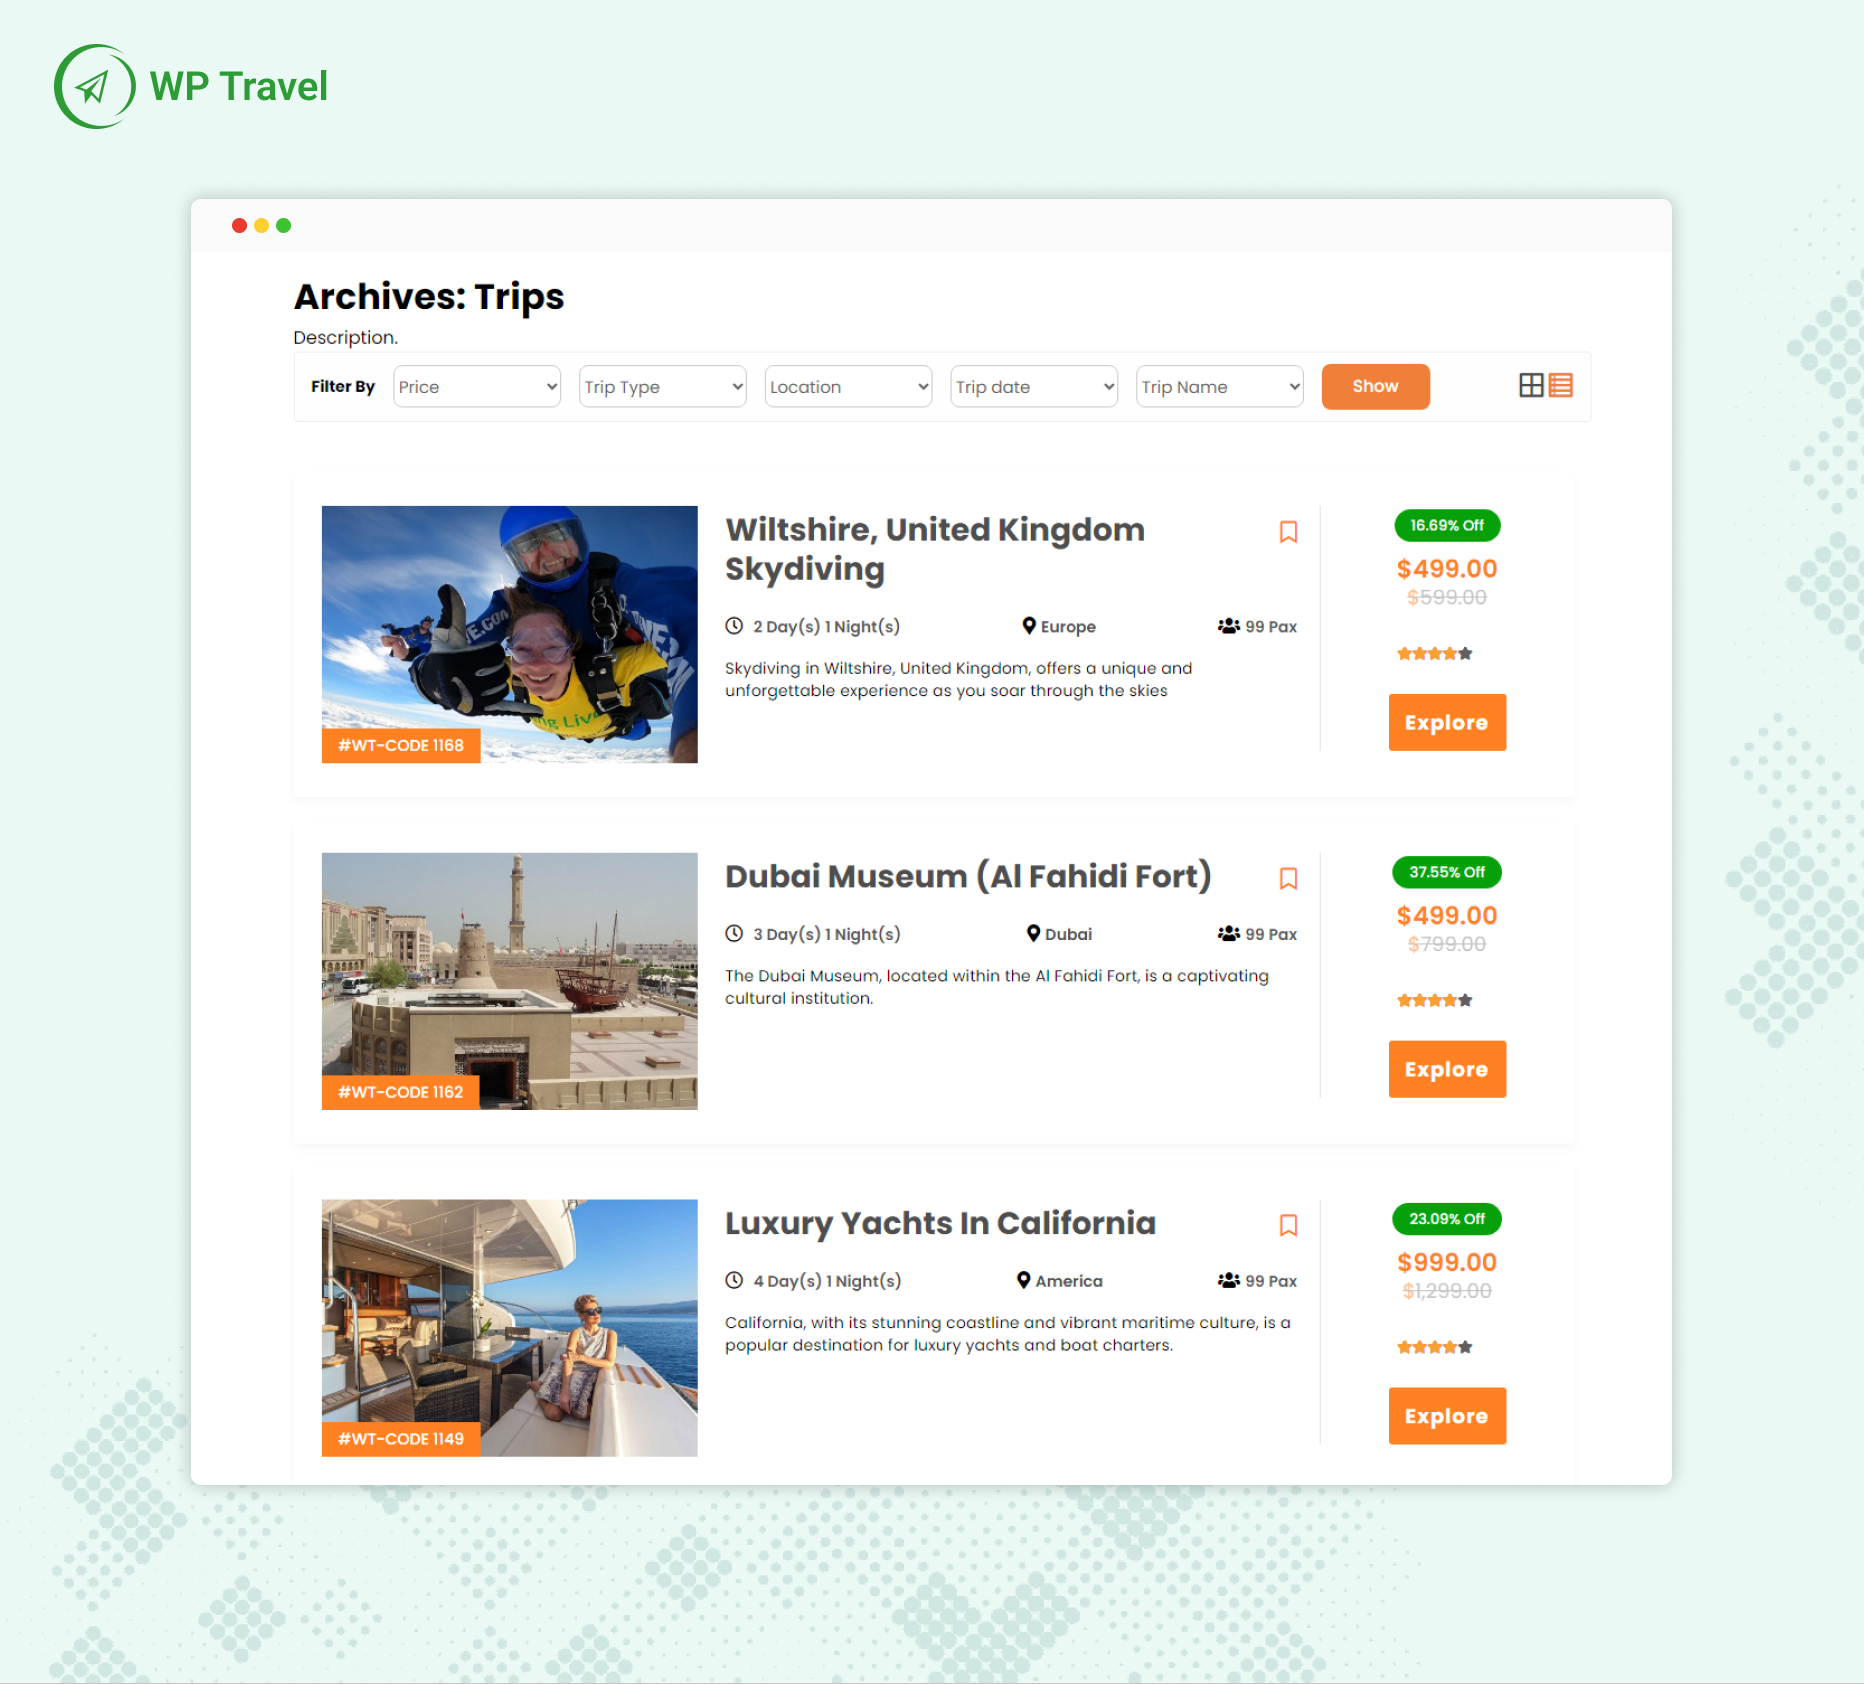 WP Travel
Archives: Trips
Description.
Filter By Price Trip Type Location Trip date Trip Name Show
Wiltshire, United Kingdom
Skydiving
2 Day(s) 1 Night(s) Europe 99 Pax
Skydiving in Wiltshire, United Kingdom, offers a unique and
unforgettable experience as you soar through the skies
#WT-CODE 1168
16.69% Off
$499.00
$599.00
Explore
Dubai Museum (Al Fahidi Fort)
3 Day(s) 1 Night(s) Dubai 99 Pax
The Dubai Museum, located within the Al Fahidi Fort, is a captivating
cultural institution.
#WT-CODE 1162
37.55% Off
$499.00
$799.00
Explore
Luxury Yachts In California
4 Day(s) 1 Night(s) America 99 Pax
California, with its stunning coastline and vibrant maritime culture, is a
popular destination for luxury yachts and boat charters.
#WT-CODE 1149
23.09% Off
$999.00
$1,299.00
Explore